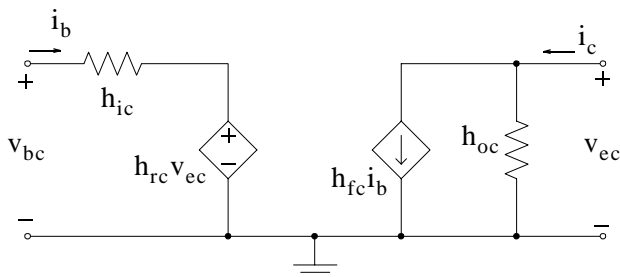 i_b
i_c
+
+
h_ic
v_bc
+
−
h_rc v_ec
h_fc i_b
h_oc
v_ec
−
−